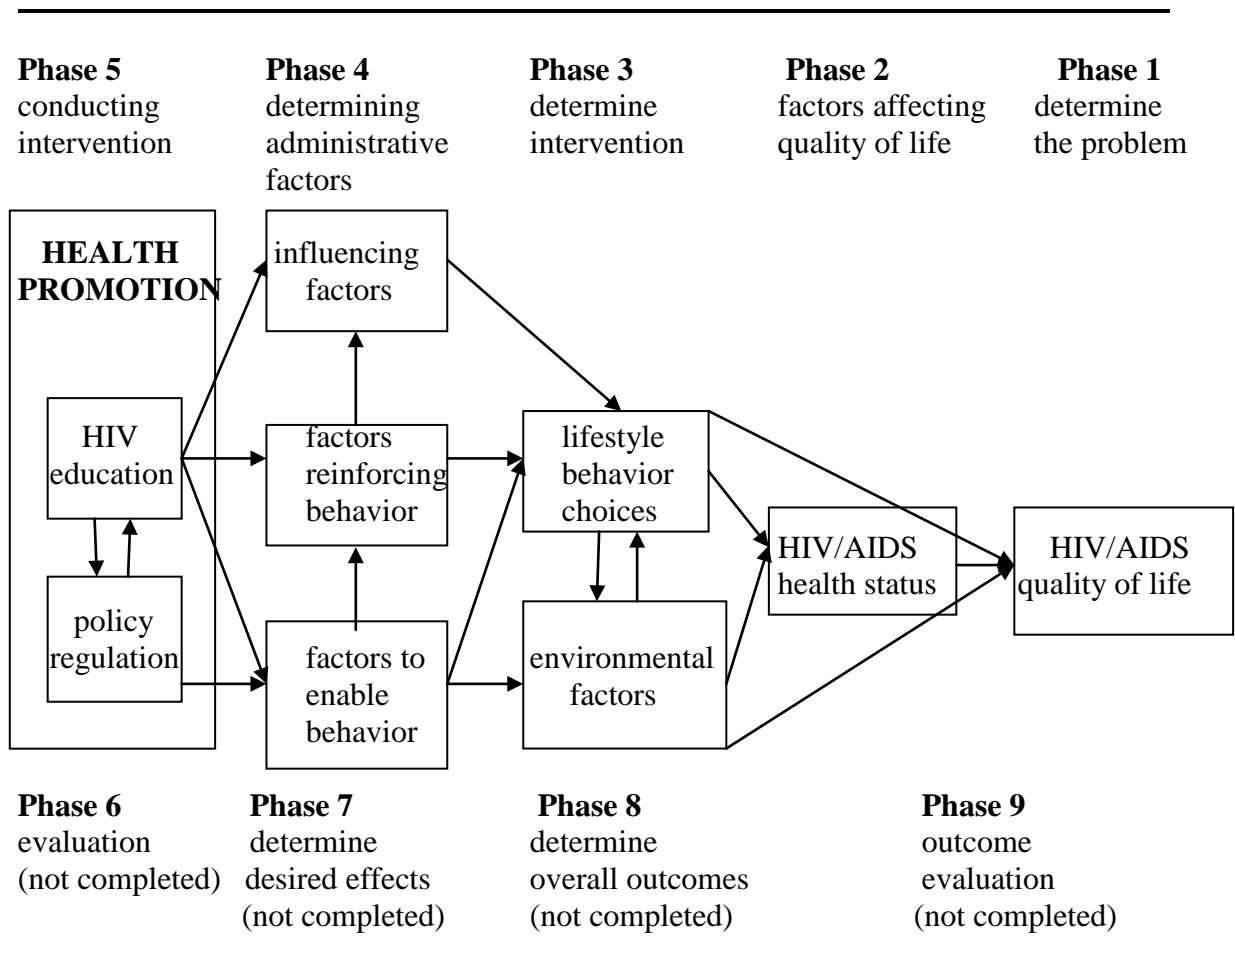 Phase 5
conducting
intervention
Phase 4
determining
administrative
factors
Phase 3
determine
intervention
Phase 2
factors affecting
quality of life
Phase 1
determine
the problem
HEALTH
PROMOTION
HIV
education
policy
regulation
influencing
factors
factors
reinforcing
behavior
factors to
enable
behavior
lifestyle
behavior
choices
environmental
factors
HIV/AIDS
health status
HIV/AIDS
quality of life
Phase 6
evaluation
(not completed)
Phase 7
determine
desired effects
(not completed)
Phase 8
determine
overall outcomes
(not completed)
Phase 9
outcome
evaluation
(not completed)